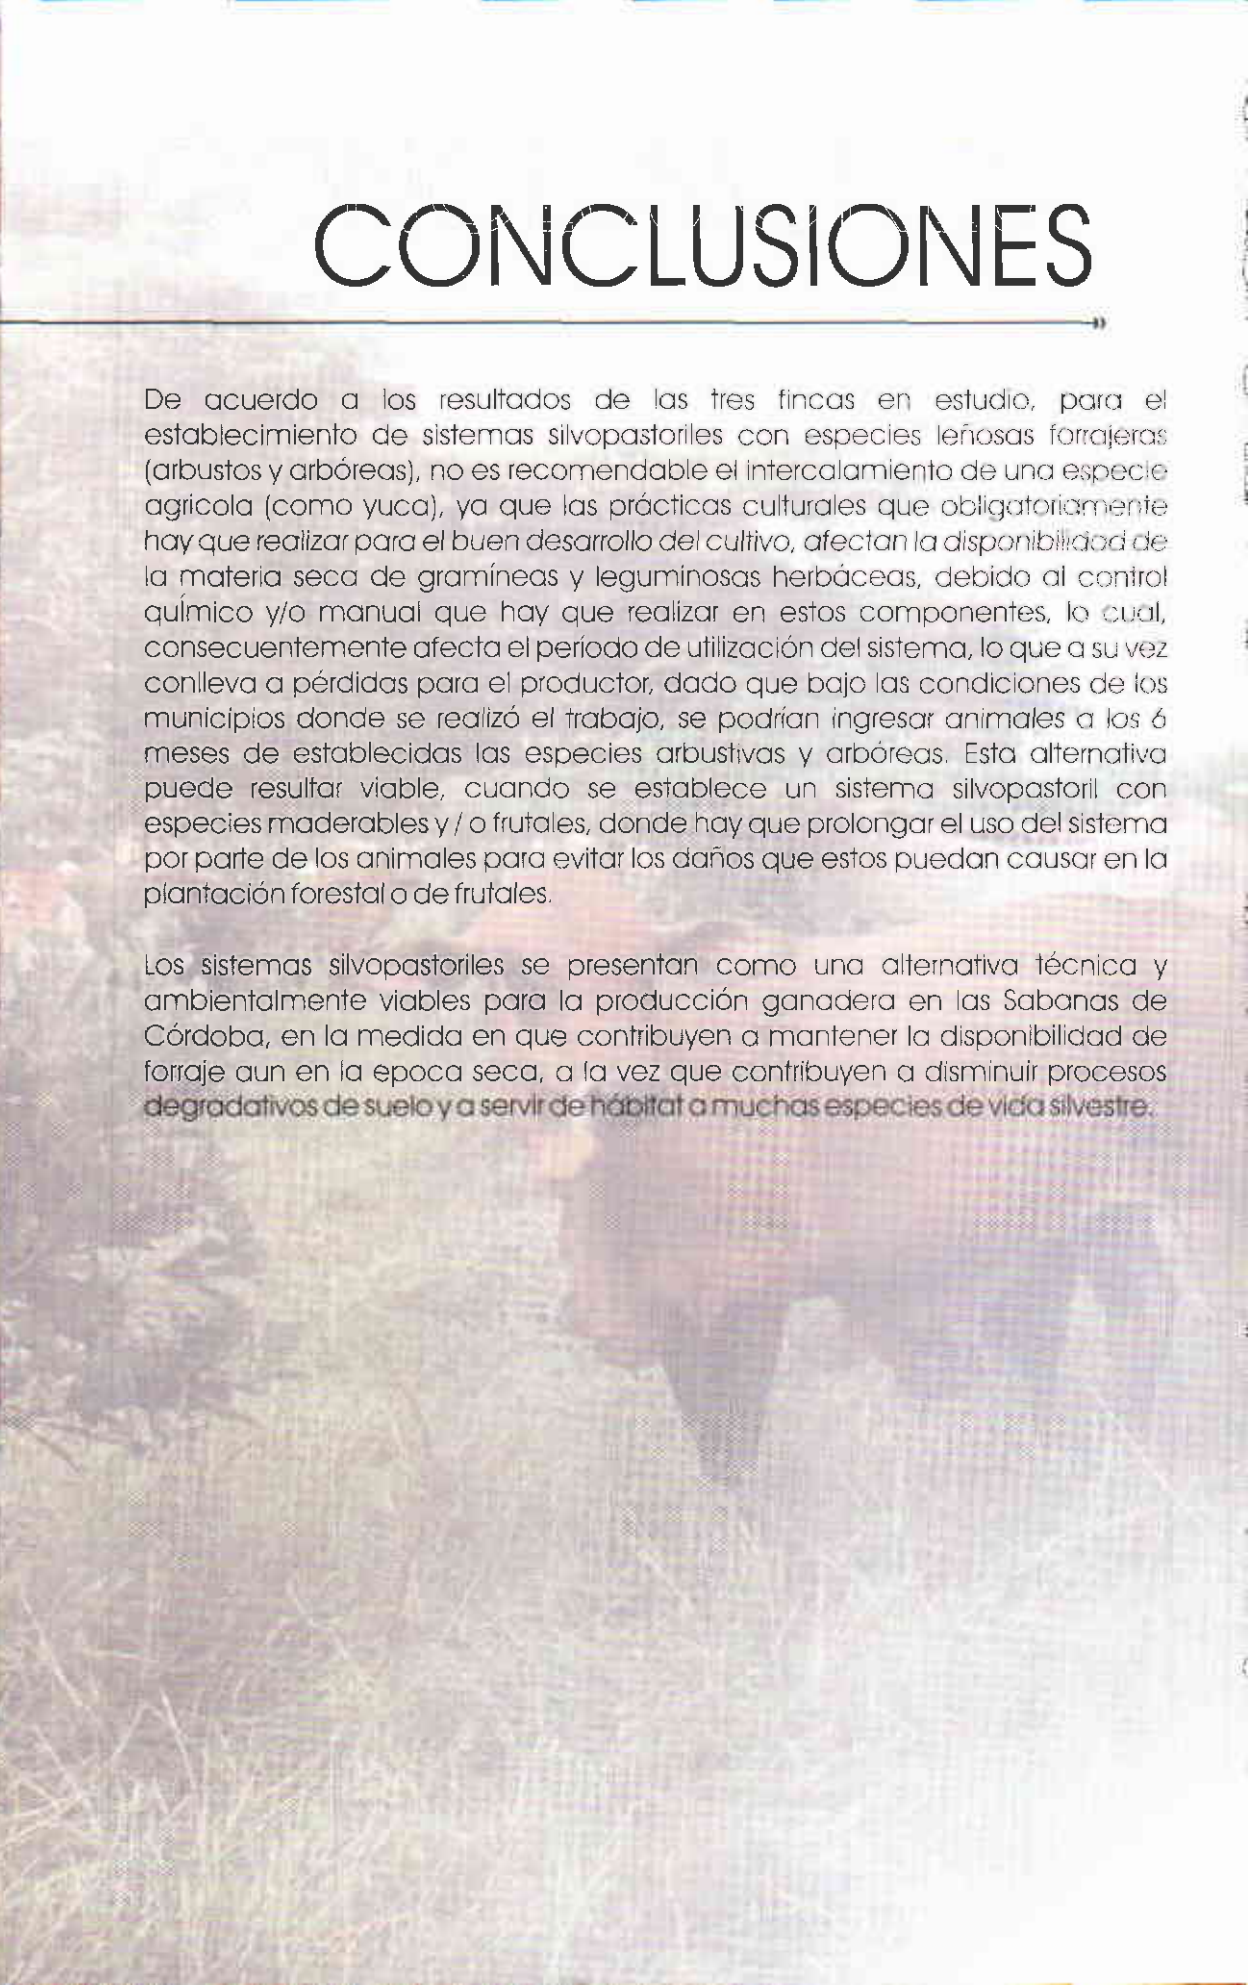 CONCLUSIONES
De acuerdo a los resultados de las tres fincas en estudio, para el
establecimiento de sistemas silvopastoriles con especies leñosas forrajeras
(arbustos y arbóreas), no es recomendable el intercalamiento de una especie
agricola (como yuca), ya que las prácticas culturales que obligatoriamente
hay que realizar para el buen desarrollo del cultivo, afectan la disponibilidad de
la materia seca de gramíneas y leguminosas herbáceas, debido al control
químico y/o manual que hay que realizar en estos componentes, lo cual,
consecuentemente afecta el período de utilización del sistema, lo que a su vez
conlleva a pérdidas para el productor, dado que bajo las condiciones de los
municipios donde se realizó el trabajo, se podrían ingresar animales a los 6
meses de establecidas las especies arbustivas y arbóreas. Esta alternativa
puede resultar viable, cuando se establece un sistema silvopastoril con
especies maderables y / o frutales, donde hay que prolongar el uso del sistema
por parte de los animales para evitar los daños que estos puedan causar en la
plantación forestal o de frutales.
Los sistemas silvopastoriles se presentan como una alternativa técnica y
ambientalmente viables para la producción ganadera en las Sabanas de
Córdoba, en la medida en que contribuyen a mantener la disponibilidad de
forraje aun en la epoca seca, a la vez que contribuyen a disminuir procesos
degradativos de suelo y a servir de hábitat a muchas especies de vida silvestre.